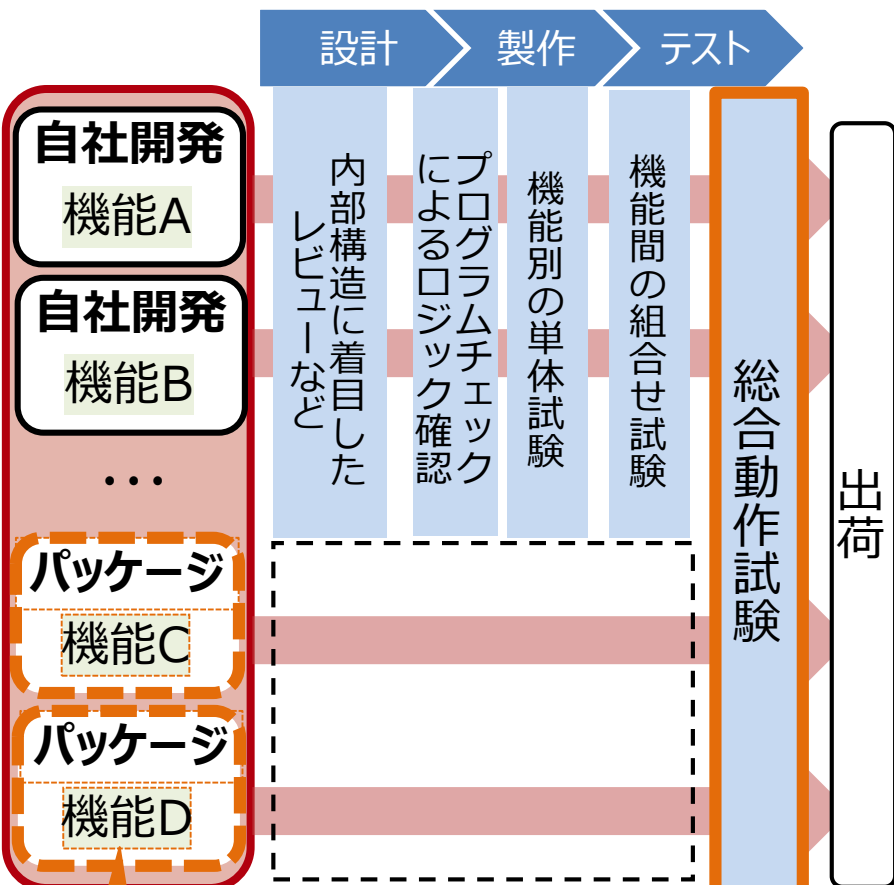 設計
製作
テスト
自社開発
機能A
自社開発
機能B
・・・
パッケージ
機能C
パッケージ
機能D
内部構造に着目した
レビューなど
プログラムチェック
によるロジック確認
機能別の単体試験
機能間の組合せ試験
総合動作試験
出荷